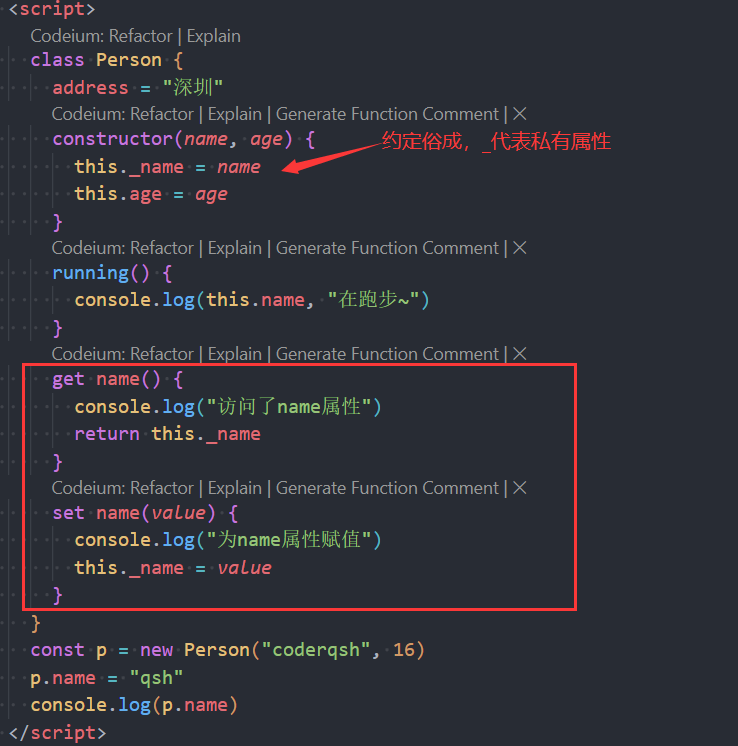 <script>
Codeium: Refactor | Explain
class Person {
address = "深圳"
Codeium: Refactor | Explain | Generate Function Comment | ×
constructor(name, age) {
约定俗成，_代表私有属性
this._name = name
this.age = age
}
Codeium: Refactor | Explain | Generate Function Comment | ×
running() {
console.log(this.name, "在跑步~")
}
Codeium: Refactor | Explain | Generate Function Comment | ×
get name() {
console.log("访问了name属性")
return this._name
}
Codeium: Refactor | Explain | Generate Function Comment | ×
set name(value) {
console.log("为name属性赋值")
this._name = value
}
}
const p = new Person("coderqsh", 16)
p.name = "qsh"
console.log(p.name)
</script>